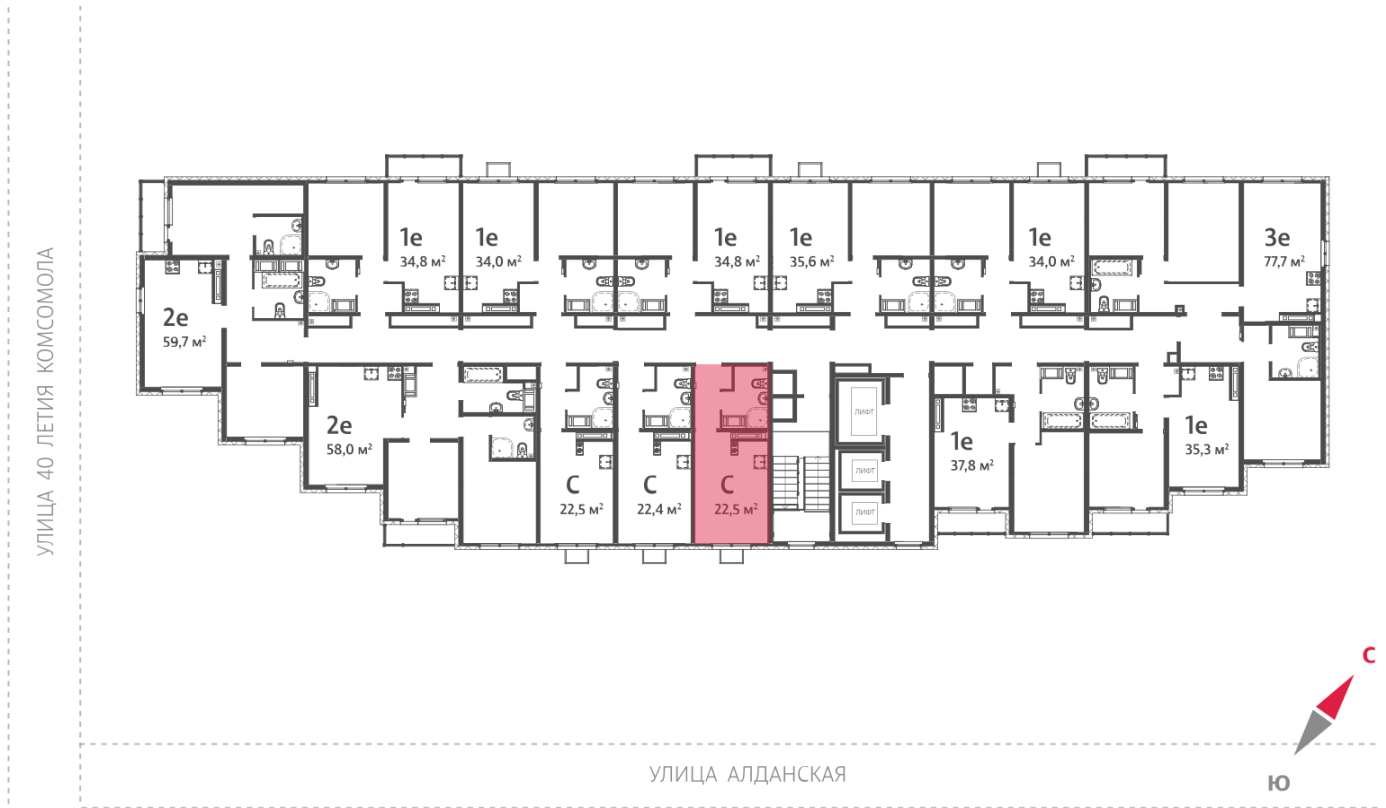 УЛИЦА 40 ЛЕТИЯ КОМСОМОЛА
1е
34,8 м²
1е
34,0 м²
1е
34,8 м²
1е
35,6 м²
1е
34,0 м²
3е
77,7 м²
2е
59,7 м²
2е
58,0 м²
С
22,5 м²
С
22,4 м²
С
22,5 м²
ЛИФТ
ЛИФТ
ЛИФТ
1е
37,8 м²
1е
35,3 м²
С
Ю
УЛИЦА АЛДАНСКАЯ